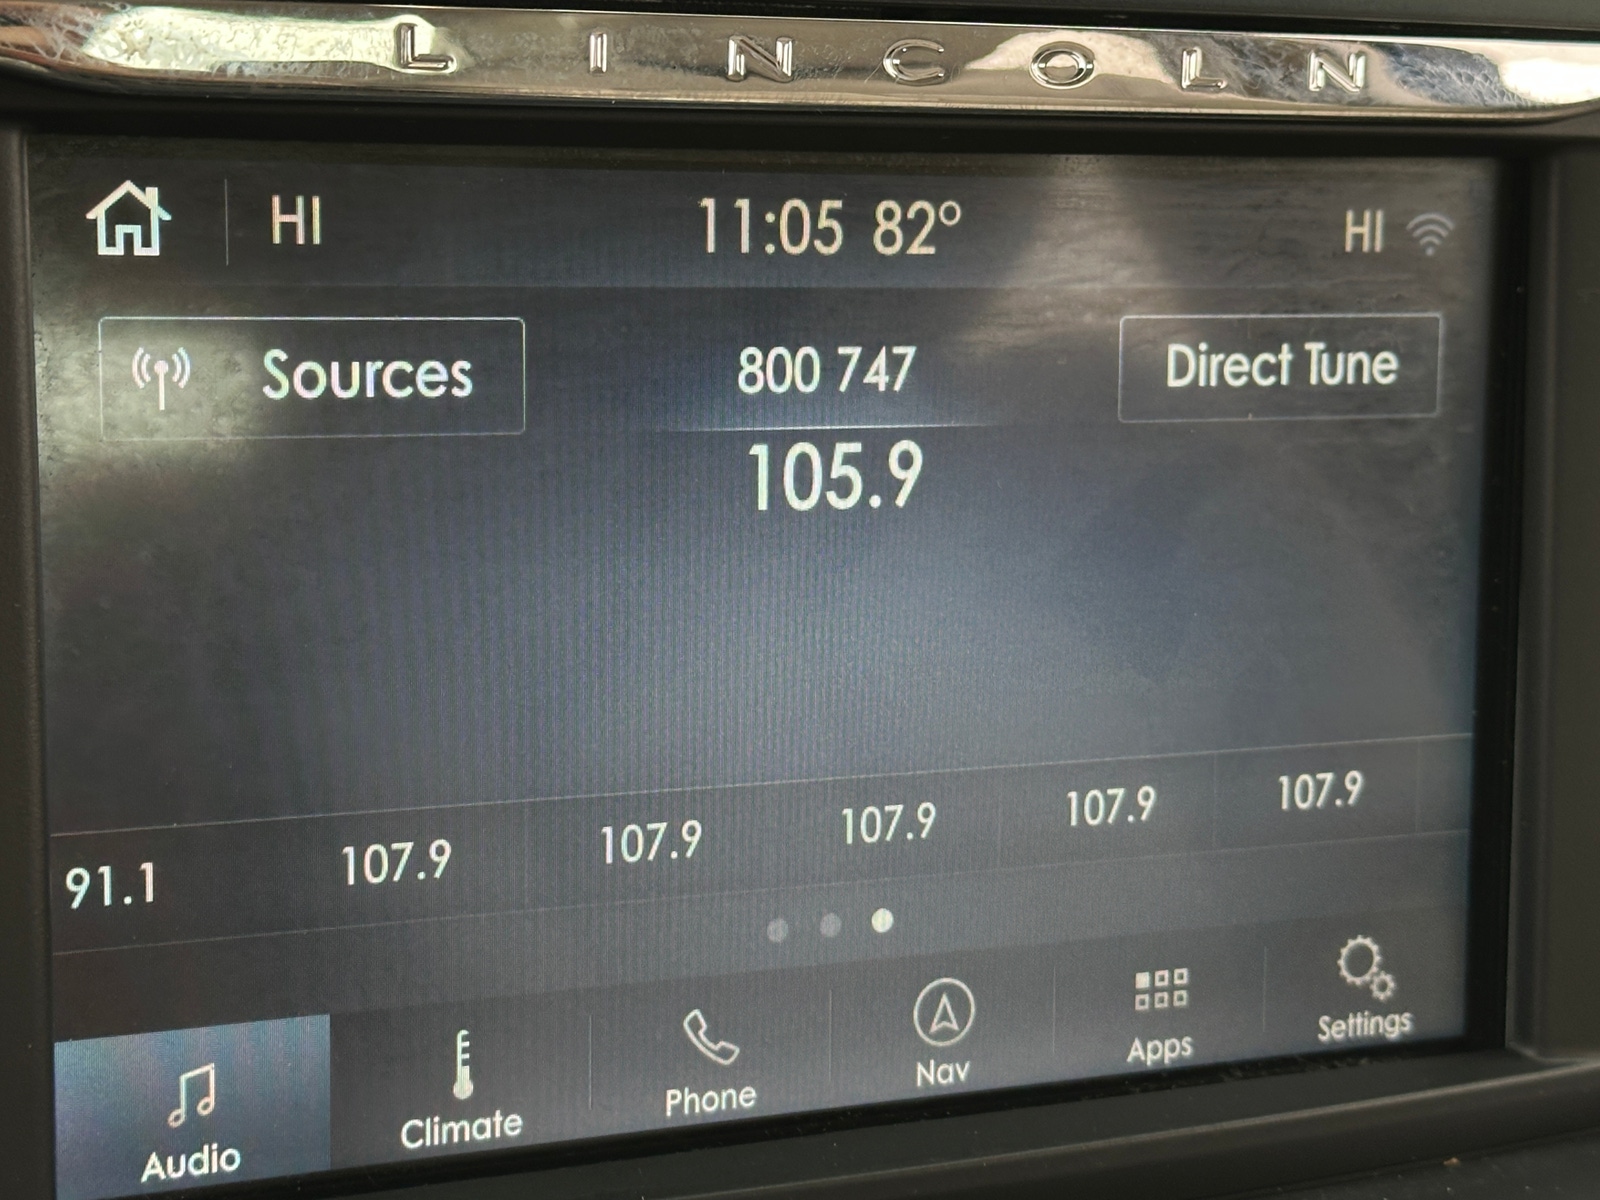 LINCOLN
HI 11:05 82° HI
Sources 800 747 Direct Tune
105.9
91.1 107.9 107.9 107.9 107.9 107.9
Audio Climate Phone Nav Apps Settings